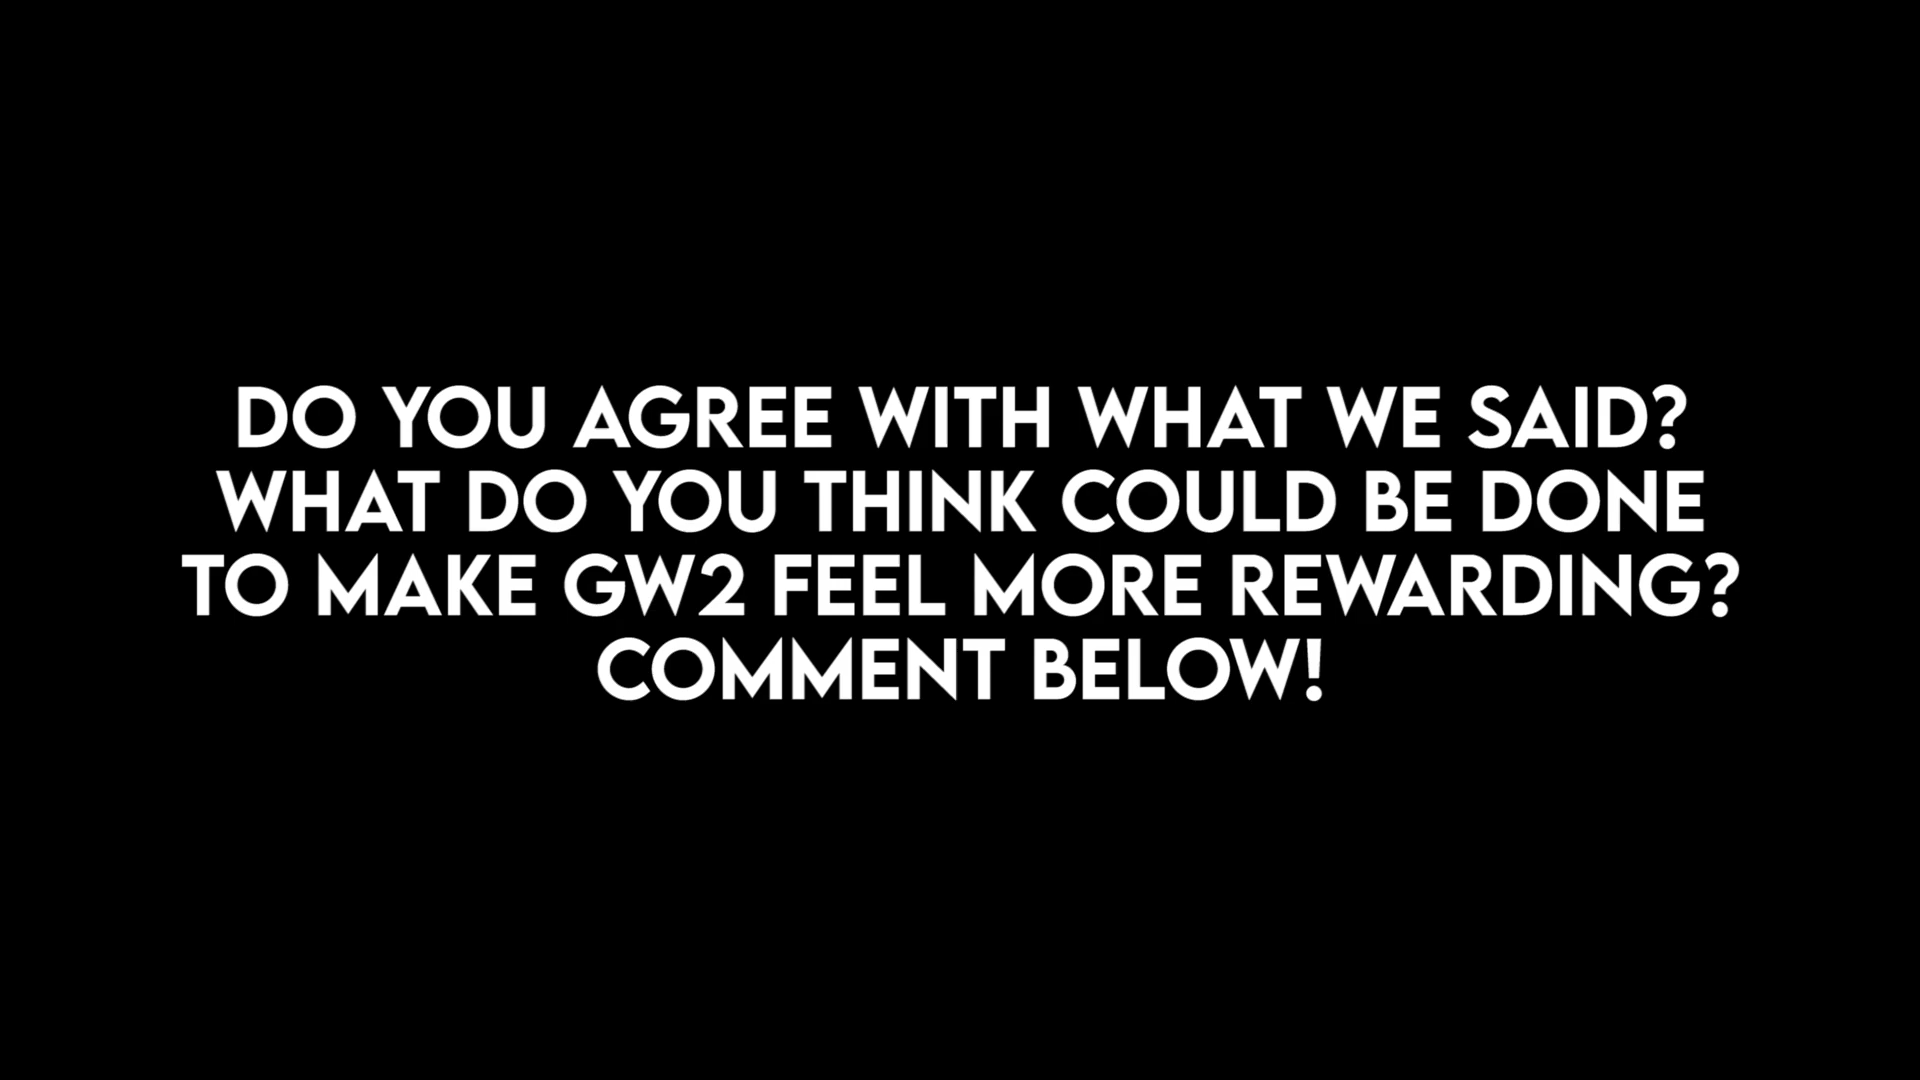 DO YOU AGREE WITH WHAT WE SAID?
WHAT DO YOU THINK COULD BE DONE
TO MAKE GW2 FEEL MORE REWARDING?
COMMENT BELOW!